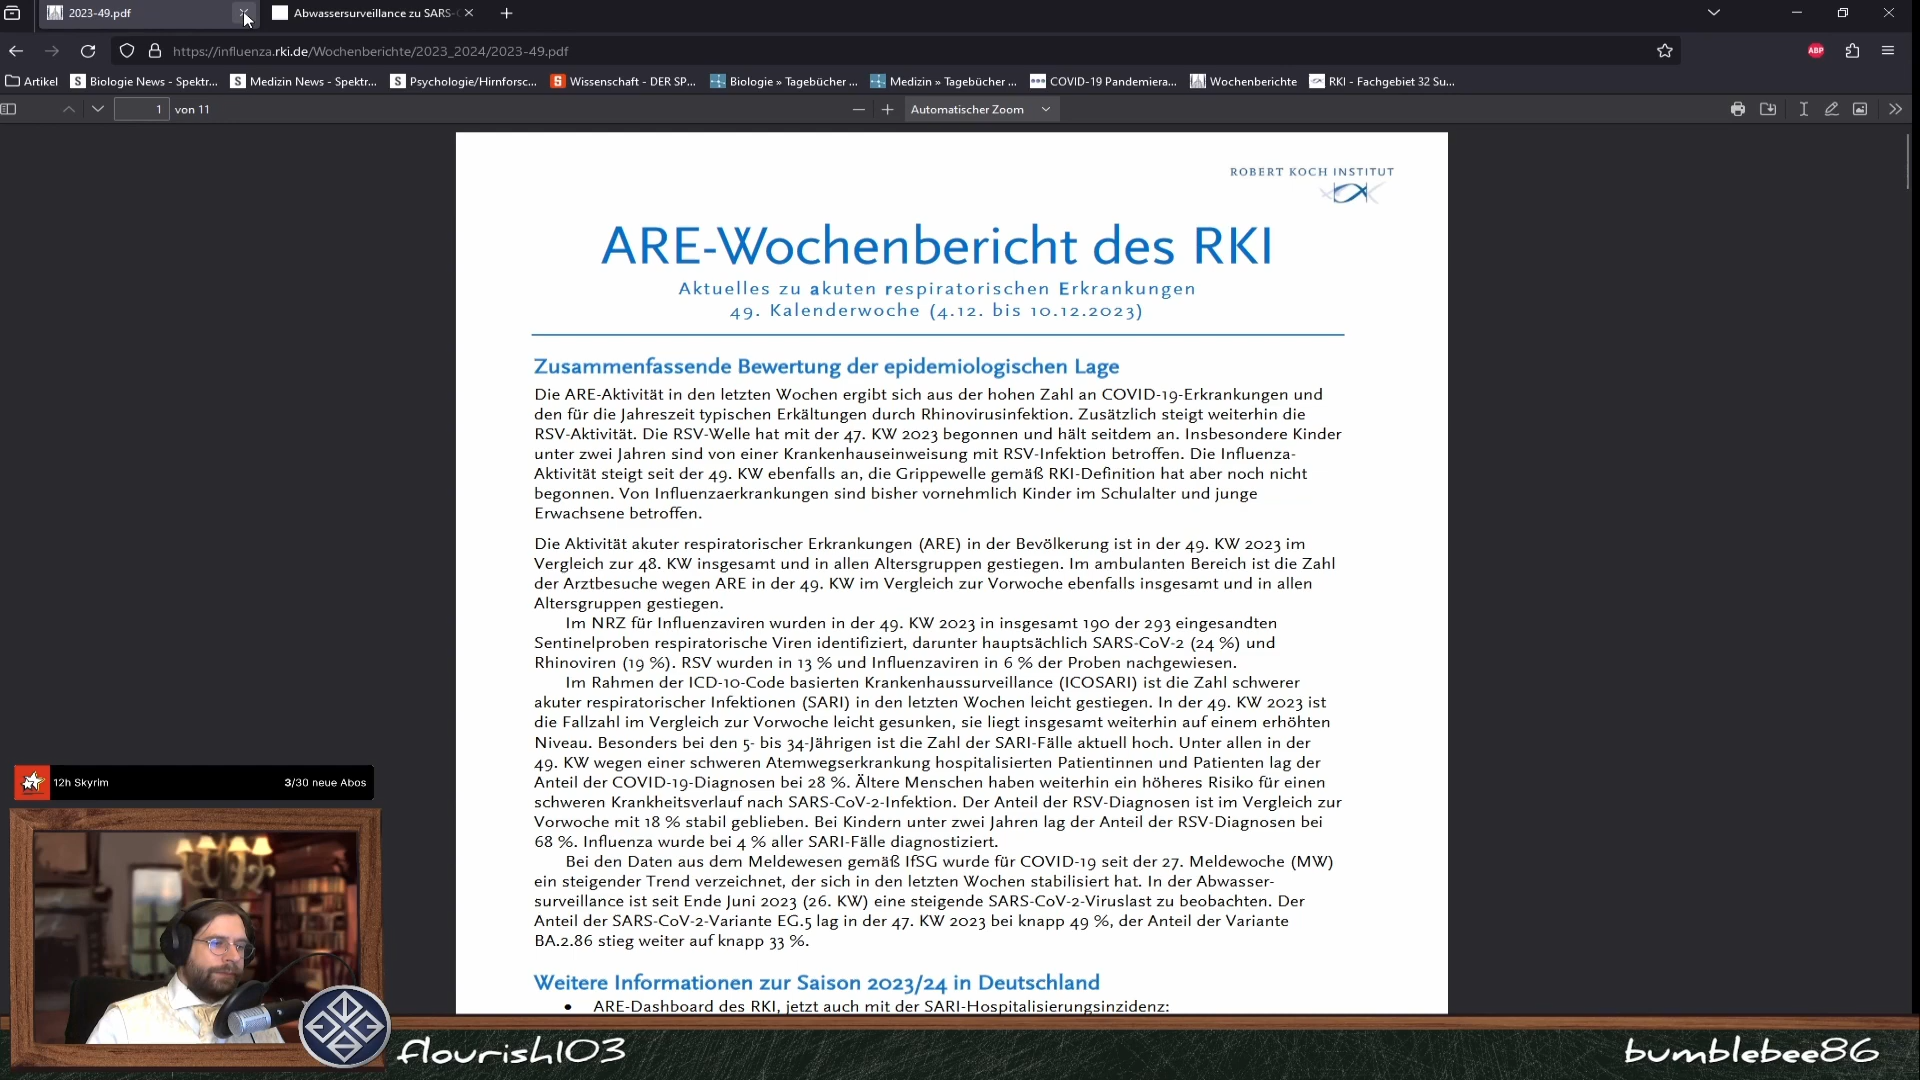 2023-49.pdf
Abwassersurveillance zu SARS-
https://influenza.rki.de/Wochenberichte/2023_2024/2023-49.pdf
ABP
Artikel
S Biologie News - Spektr...
S Medizin News - Spektr...
S Psychologie/Hirnforsc...
S Wissenschaft - DER SP...
Biologie » Tagebücher ...
Medizin » Tagebücher ...
COVID-19 Pandemiera...
Wochenberichte
RKI - Fachgebiet 32 Su...
1 von 11
Automatischer Zoom
ROBERT KOCH INSTITUT
ARE-Wochenbericht des RKI
Aktuelles zu akuten respiratorischen Erkrankungen
49. Kalenderwoche (4.12. bis 10.12.2023)
Zusammenfassende Bewertung der epidemiologischen Lage
Die ARE-Aktivität in den letzten Wochen ergibt sich aus der hohen Zahl an COVID-19-Erkrankungen und
den für die Jahreszeit typischen Erkältungen durch Rhinovirusinfektion. Zusätzlich steigt weiterhin die
RSV-Aktivität. Die RSV-Welle hat mit der 47. KW 2023 begonnen und hält seitdem an. Insbesondere Kinder
unter zwei Jahren sind von einer Krankenhauseinweisung mit RSV-Infektion betroffen. Die Influenza-
Aktivität steigt seit der 49. KW ebenfalls an, die Grippewelle gemäß RKI-Definition hat aber noch nicht
begonnen. Von Influenzaerkrankungen sind bisher vornehmlich Kinder im Schulalter und junge
Erwachsene betroffen.
Die Aktivität akuter respiratorischer Erkrankungen (ARE) in der Bevölkerung ist in der 49. KW 2023 im
Vergleich zur 48. KW insgesamt und in allen Altersgruppen gestiegen. Im ambulanten Bereich ist die Zahl
der Arztbesuche wegen ARE in der 49. KW im Vergleich zur Vorwoche ebenfalls insgesamt und in allen
Altersgruppen gestiegen.
Im NRZ für Influenzaviren wurden in der 49. KW 2023 in insgesamt 190 der 293 eingesandten
Sentinelproben respiratorische Viren identifiziert, darunter hauptsächlich SARS-CoV-2 (24 %) und
Rhinoviren (19 %). RSV wurden in 13 % und Influenzaviren in 6 % der Proben nachgewiesen.
Im Rahmen der ICD-10-Code basierten Krankenhaussurveillance (ICOSARI) ist die Zahl schwerer
akuter respiratorischer Infektionen (SARI) in den letzten Wochen leicht gestiegen. In der 49. KW 2023 ist
die Fallzahl im Vergleich zur Vorwoche leicht gesunken, sie liegt insgesamt weiterhin auf einem erhöhten
Niveau. Besonders bei den 5- bis 34-Jährigen ist die Zahl der SARI-Fälle aktuell hoch. Unter allen in der
49. KW wegen einer schweren Atemwegserkrankung hospitalisierten Patientinnen und Patienten lag der
Anteil der COVID-19-Diagnosen bei 28 %. Ältere Menschen haben weiterhin ein höheres Risiko für einen
schweren Krankheitsverlauf nach SARS-CoV-2-Infektion. Der Anteil der RSV-Diagnosen ist im Vergleich zur
Vorwoche mit 18 % stabil geblieben. Bei Kindern unter zwei Jahren lag der Anteil der RSV-Diagnosen bei
68 %. Influenza wurde bei 4 % aller SARI-Fälle diagnostiziert.
Bei den Daten aus dem Meldewesen gemäß IfSG wurde für COVID-19 seit der 27. Meldewoche (MW)
ein steigender Trend verzeichnet, der sich in den letzten Wochen stabilisiert hat. In der Abwasser-
surveillance ist seit Ende Juni 2023 (26. KW) eine steigende SARS-CoV-2-Viruslast zu beobachten. Der
Anteil der SARS-CoV-2-Variante EG.5 lag in der 47. KW 2023 bei knapp 49 %, der Anteil der Variante
BA.2.86 stieg weiter auf knapp 33 %.
Weitere Informationen zur Saison 2023/24 in Deutschland
• ARE-Dashboard des RKI, jetzt auch mit der SARI-Hospitalisierungsinzidenz:
12h Skyrim
3/30 neue Abos
flourish103
bumblebee86